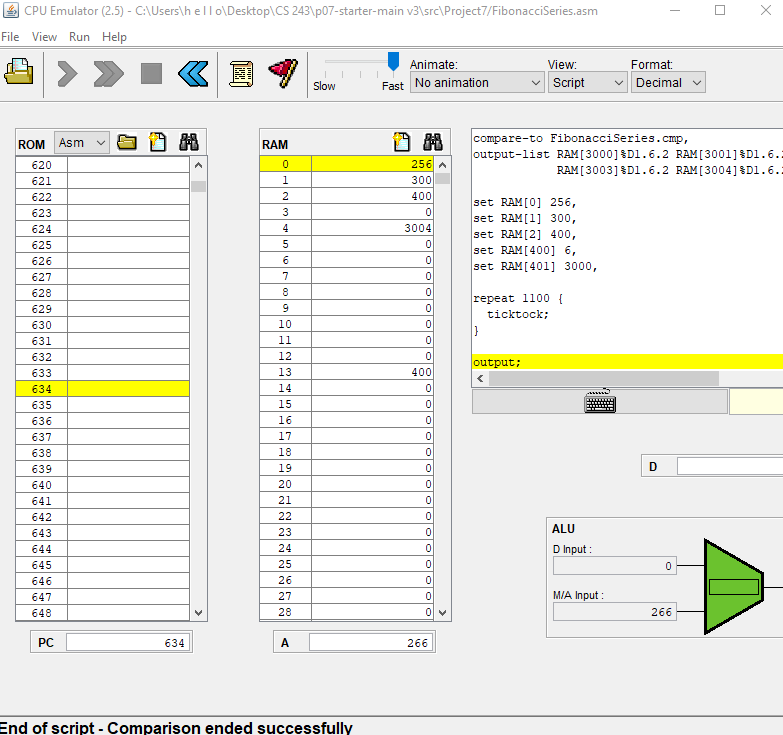 CPU Emulator (2.5) - C:\Users\h e l l o\Desktop\CS 243\p07-starter-main v3\src\Project7/FibonacciSeries.asm
File View Run Help
Slow Fast
Animate: No animation
View: Script
Format: Decimal
ROM Asm
620
621
622
623
624
625
626
627
628
629
630
631
632
633
634
635
636
637
638
639
640
641
642
643
644
645
646
647
648
PC 634
RAM
0 256
1 300
2 400
3 0
4 3004
5 0
6 0
7 0
8 0
9 0
10 0
11 0
12 0
13 400
14 0
15 0
16 0
17 0
18 0
19 0
20 0
21 0
22 0
23 0
24 0
25 0
26 0
27 0
28 0
A 266
compare-to FibonacciSeries.cmp,
output-list RAM[3000]%D1.6.2 RAM[3001]%D1.6.
RAM[3003]%D1.6.2 RAM[3004]%D1.6.
set RAM[0] 256,
set RAM[1] 300,
set RAM[2] 400,
set RAM[400] 6,
set RAM[401] 3000,
repeat 1100 {
ticktock;
}
output;
D
ALU
D Input :
0
M/A Input :
266
End of script - Comparison ended successfully